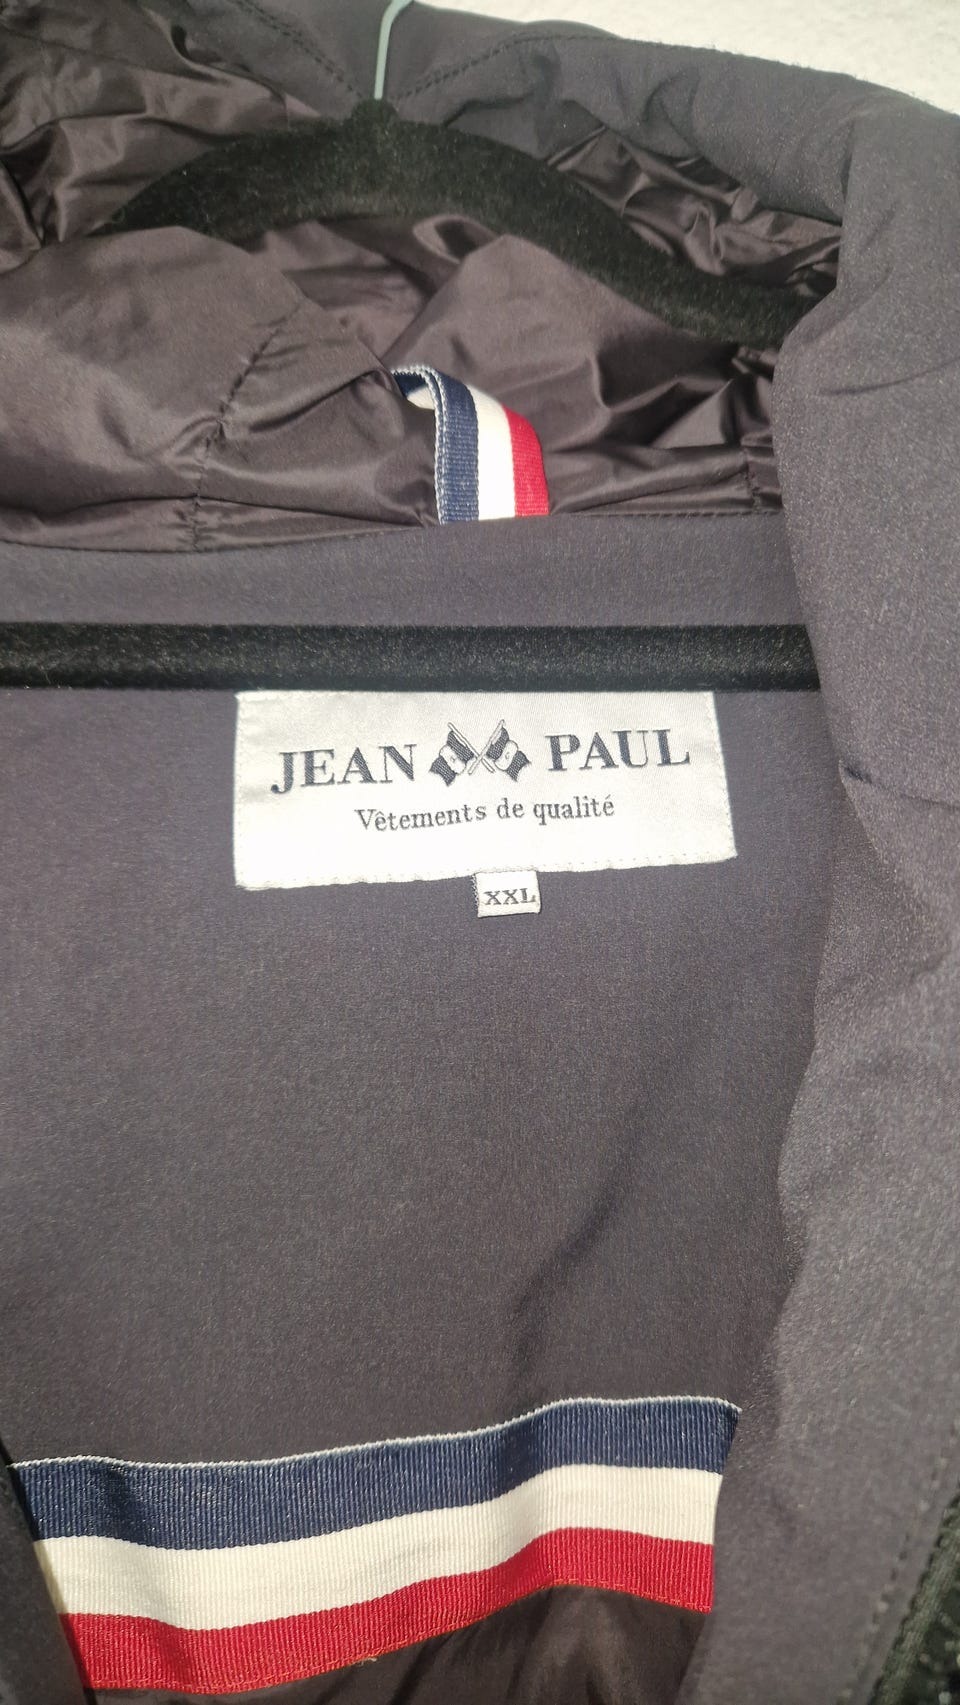 JEAN PAUL
Vêtements de qualité
XXL